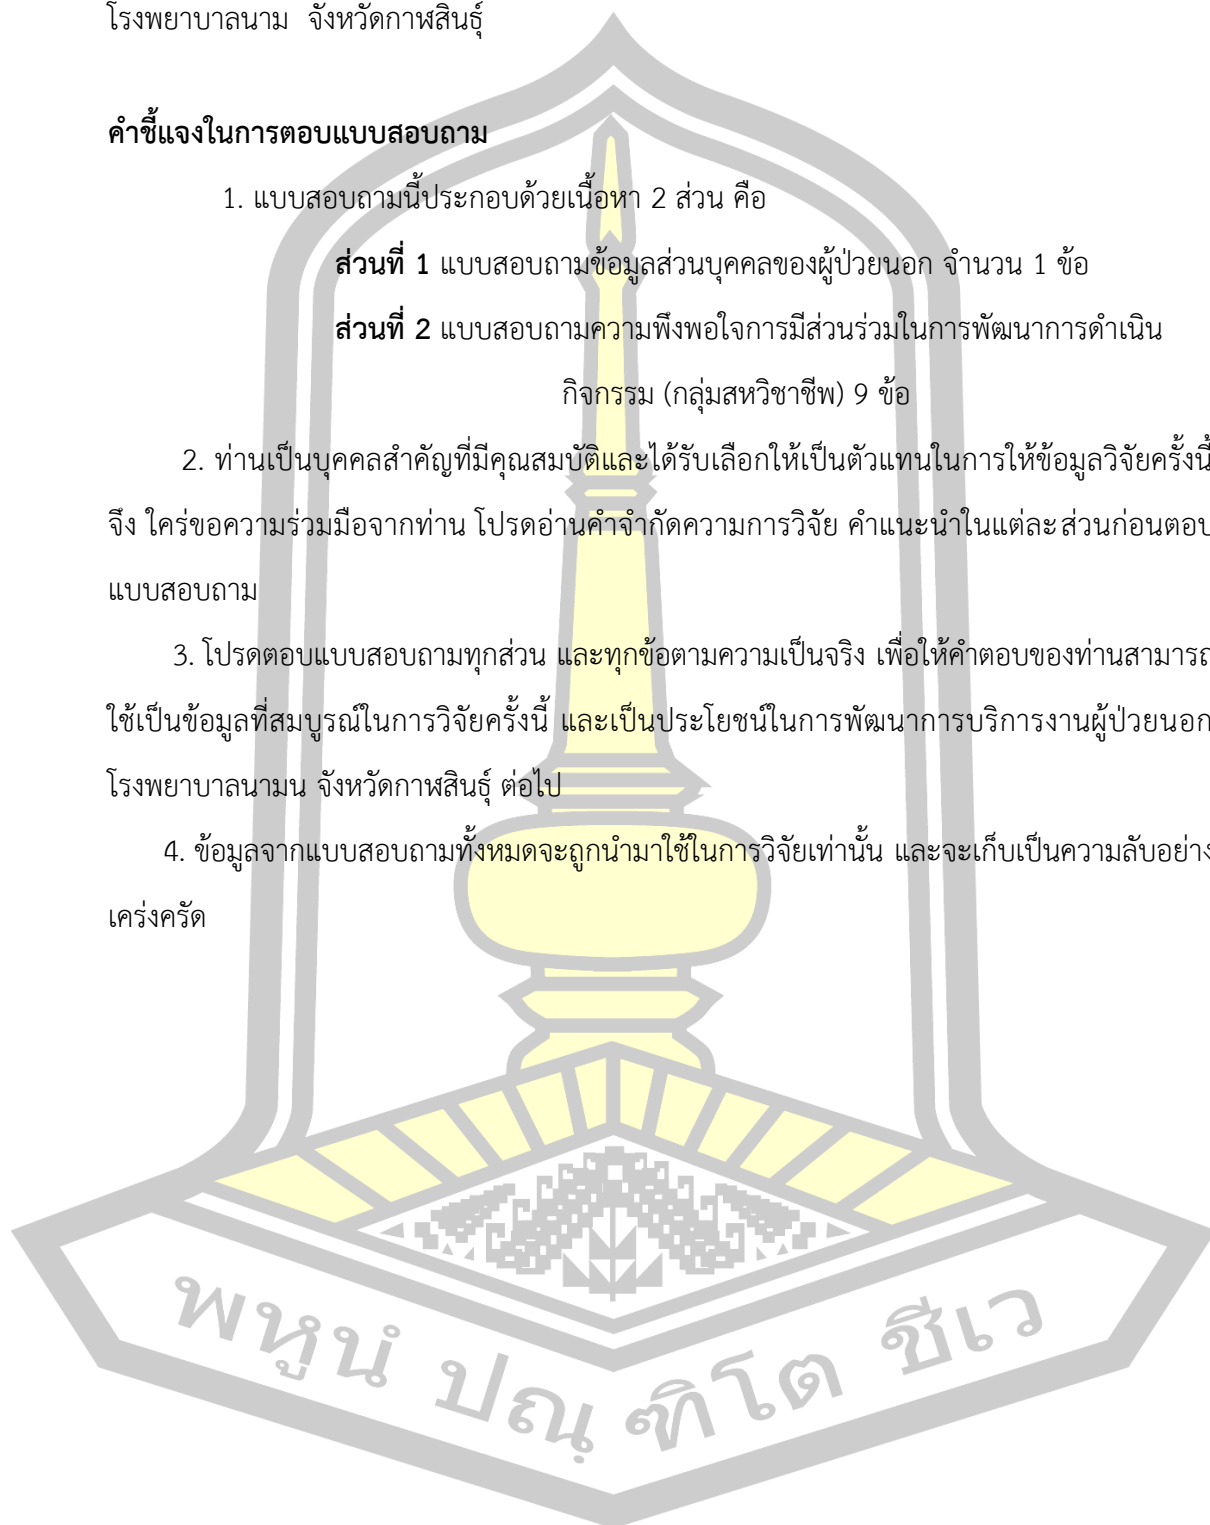 โรงพยาบาลนาม  จังหวัดกาฬสินธุ์
คำชี้แจงในการตอบแบบสอบถาม
1. แบบสอบถามนี้ประกอบด้วยเนื้อหา 2 ส่วน คือ
ส่วนที่ 1 แบบสอบถามข้อมูลส่วนบุคคลของผู้ป่วยนอก จำนวน 1 ข้อ
ส่วนที่ 2 แบบสอบถามความพึงพอใจการมีส่วนร่วมในการพัฒนาการดำเนิน
กิจกรรม (กลุ่มสหวิชาชีพ) 9 ข้อ
2. ท่านเป็นบุคคลสำคัญที่มีคุณสมบัติและได้รับเลือกให้เป็นตัวแทนในการให้ข้อมูลวิจัยครั้งนี้
จึง ใคร่ขอความร่วมมือจากท่าน โปรดอ่านคำจำกัดความการวิจัย คำแนะนำในแต่ละส่วนก่อนตอบ
แบบสอบถาม
3. โปรดตอบแบบสอบถามทุกส่วน และทุกข้อตามความเป็นจริง เพื่อให้คำตอบของท่านสามารถ
ใช้เป็นข้อมูลที่สมบูรณ์ในการวิจัยครั้งนี้ และเป็นประโยชน์ในการพัฒนาการบริการงานผู้ป่วยนอก
โรงพยาบาลนามน จังหวัดกาฬสินธุ์ ต่อไป
4. ข้อมูลจากแบบสอบถามทั้งหมดจะถูกนำมาใช้ในการวิจัยเท่านั้น และจะเก็บเป็นความลับอย่าง
เคร่งครัด
พหูนํ ปณฺ ฑิโต ชีเว